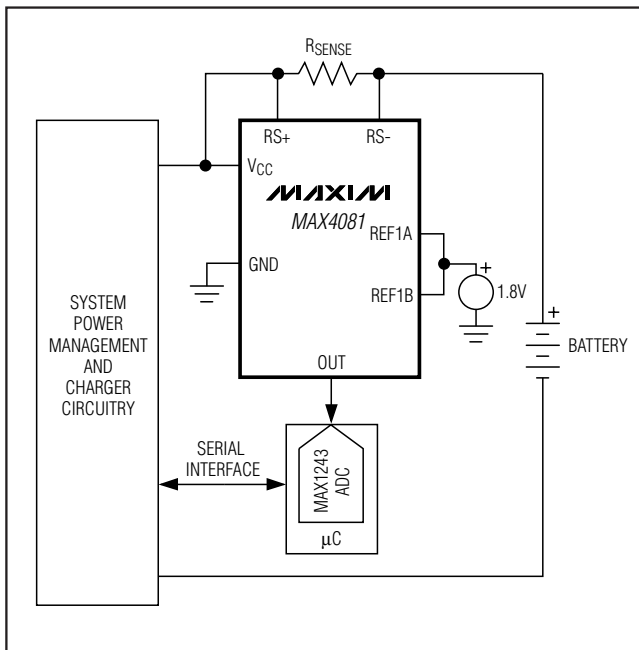 RSENSE
RS+
RS-
VCC
MAXIM
MAX4081
REF1A
GND
REF1B
+
1.8V
SYSTEM
POWER
MANAGEMENT
AND
CHARGER
CIRCUITRY
+
BATTERY
OUT
SERIAL
INTERFACE
MAX1243
ADC
µC